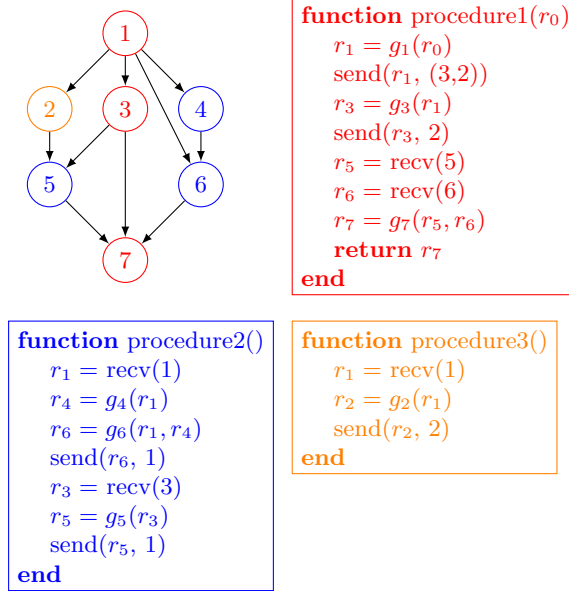 1
2
3
4
5
6
7
function procedure1(r₀)
r₁ = g₁(r₀)
send(r₁, (3,2))
r₃ = g₃(r₁)
send(r₃, 2)
r₅ = recv(5)
r₆ = recv(6)
r₇ = g₇(r₅, r₆)
return r₇
end
function procedure2()
r₁ = recv(1)
r₄ = g₄(r₁)
r₆ = g₆(r₁, r₄)
send(r₆, 1)
r₃ = recv(3)
r₅ = g₅(r₃)
send(r₅, 1)
end
function procedure3()
r₁ = recv(1)
r₂ = g₂(r₁)
send(r₂, 2)
end